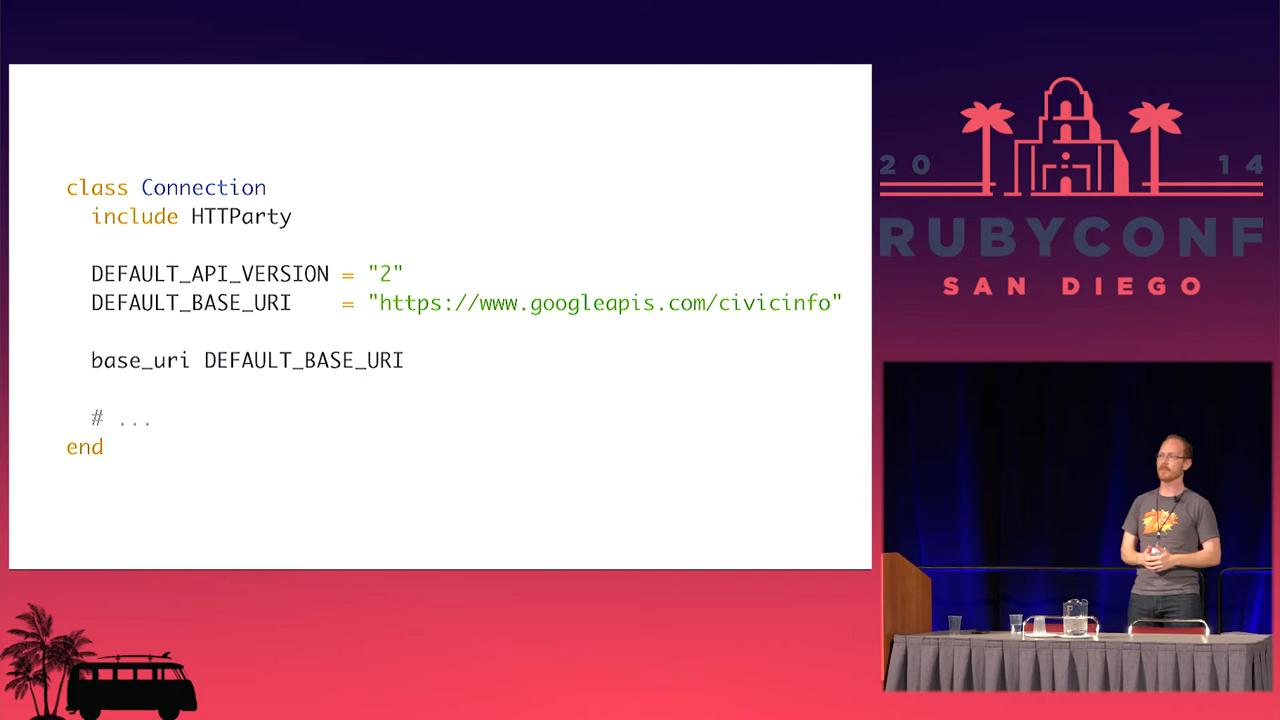 class Connection
  include HTTParty
  DEFAULT_API_VERSION = "2"
  DEFAULT_BASE_URI    = "https://www.googleapis.com/civicinfo"
  base_uri DEFAULT_BASE_URI
  # ...
end
20 14
RUBYCONF
SAN DIEGO